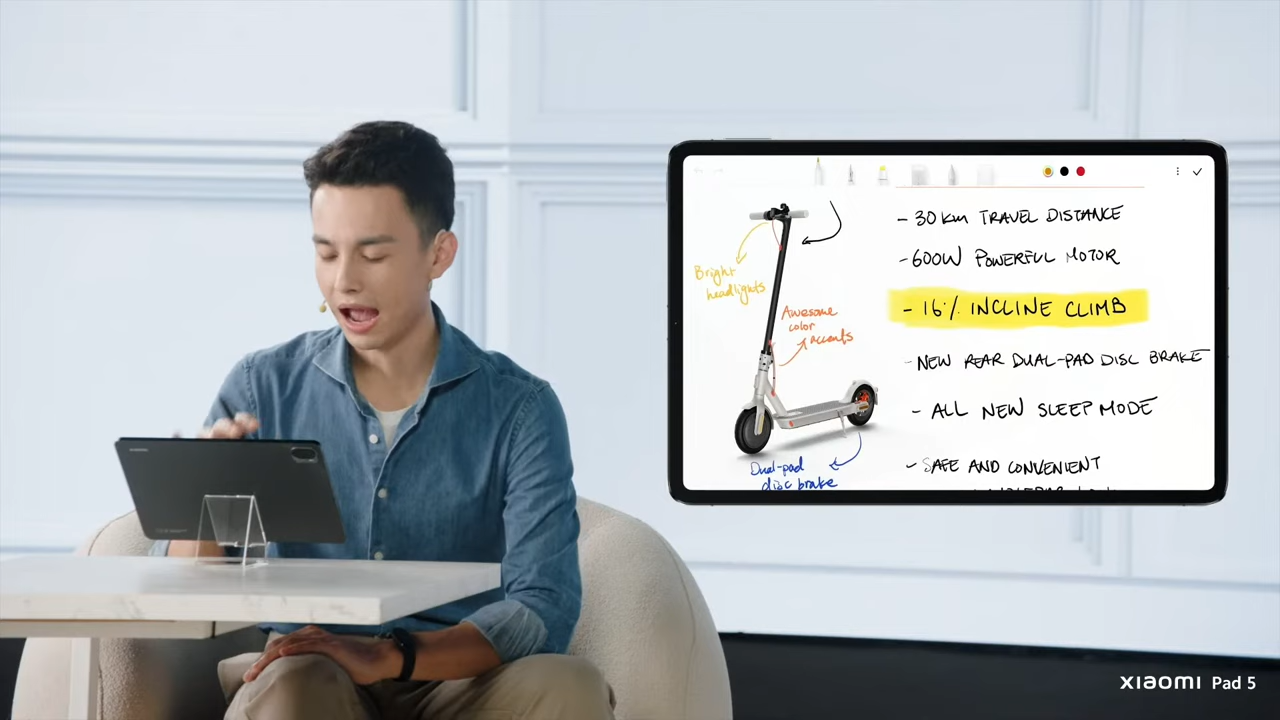 - 30 km TRAVEL DISTANCE
- 600W POWERFUL MOTOR
- 16% INCLINE CLIMB
- NEW REAR DUAL-PAD DISC BRAKE
- ALL NEW SLEEP MODE
- SAFE AND CONVENIENT
Bright
headlights
Awesome
color
accents
Dual-pad
disc brake
xiaomi Pad 5